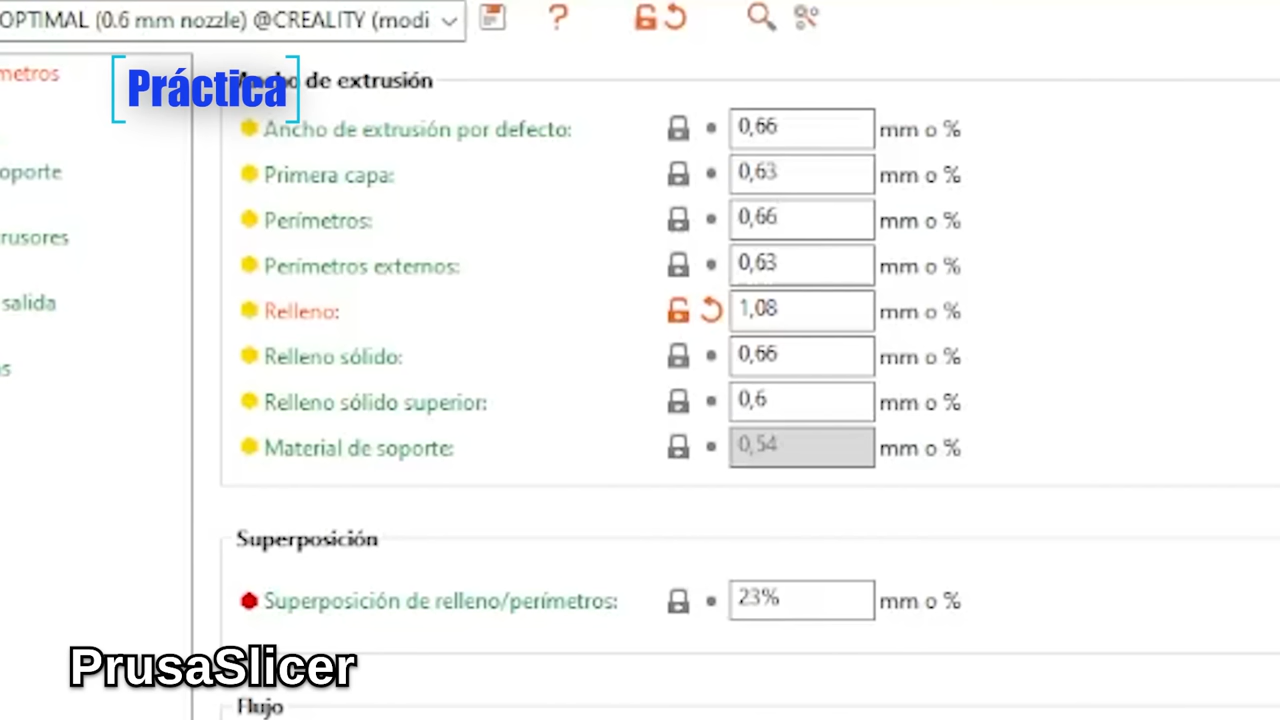 OPTIMAL (0.6 mm nozzle) @CREALITY (modi
?
metros
Práctica
de extrusión
Ancho de extrusión por defecto: 0,66 mm o %
Primera capa: 0,63 mm o %
oporte
Perímetros: 0,66 mm o %
rusores
Perímetros externos: 0,63 mm o %
salida
Relleno: 1,08 mm o %
Relleno sólido: 0,66 mm o %
s
Relleno sólido superior: 0,6 mm o %
Material de soporte: 0,54 mm o %
Superposición
Superposición de relleno/perímetros: 23% mm o %
PrusaSlicer
Flujo